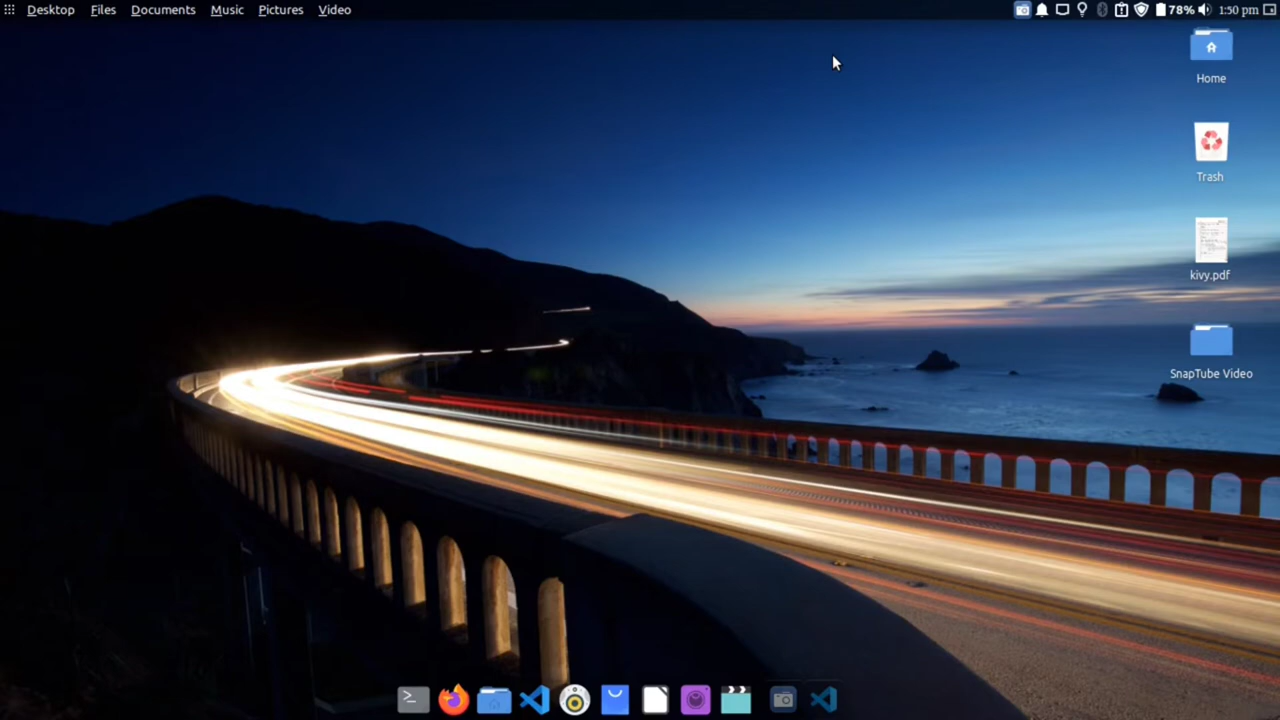 Desktop Files Documents Music Pictures Video 78% 1:50 pm
Home
Trash
kivy.pdf
SnapTube Video